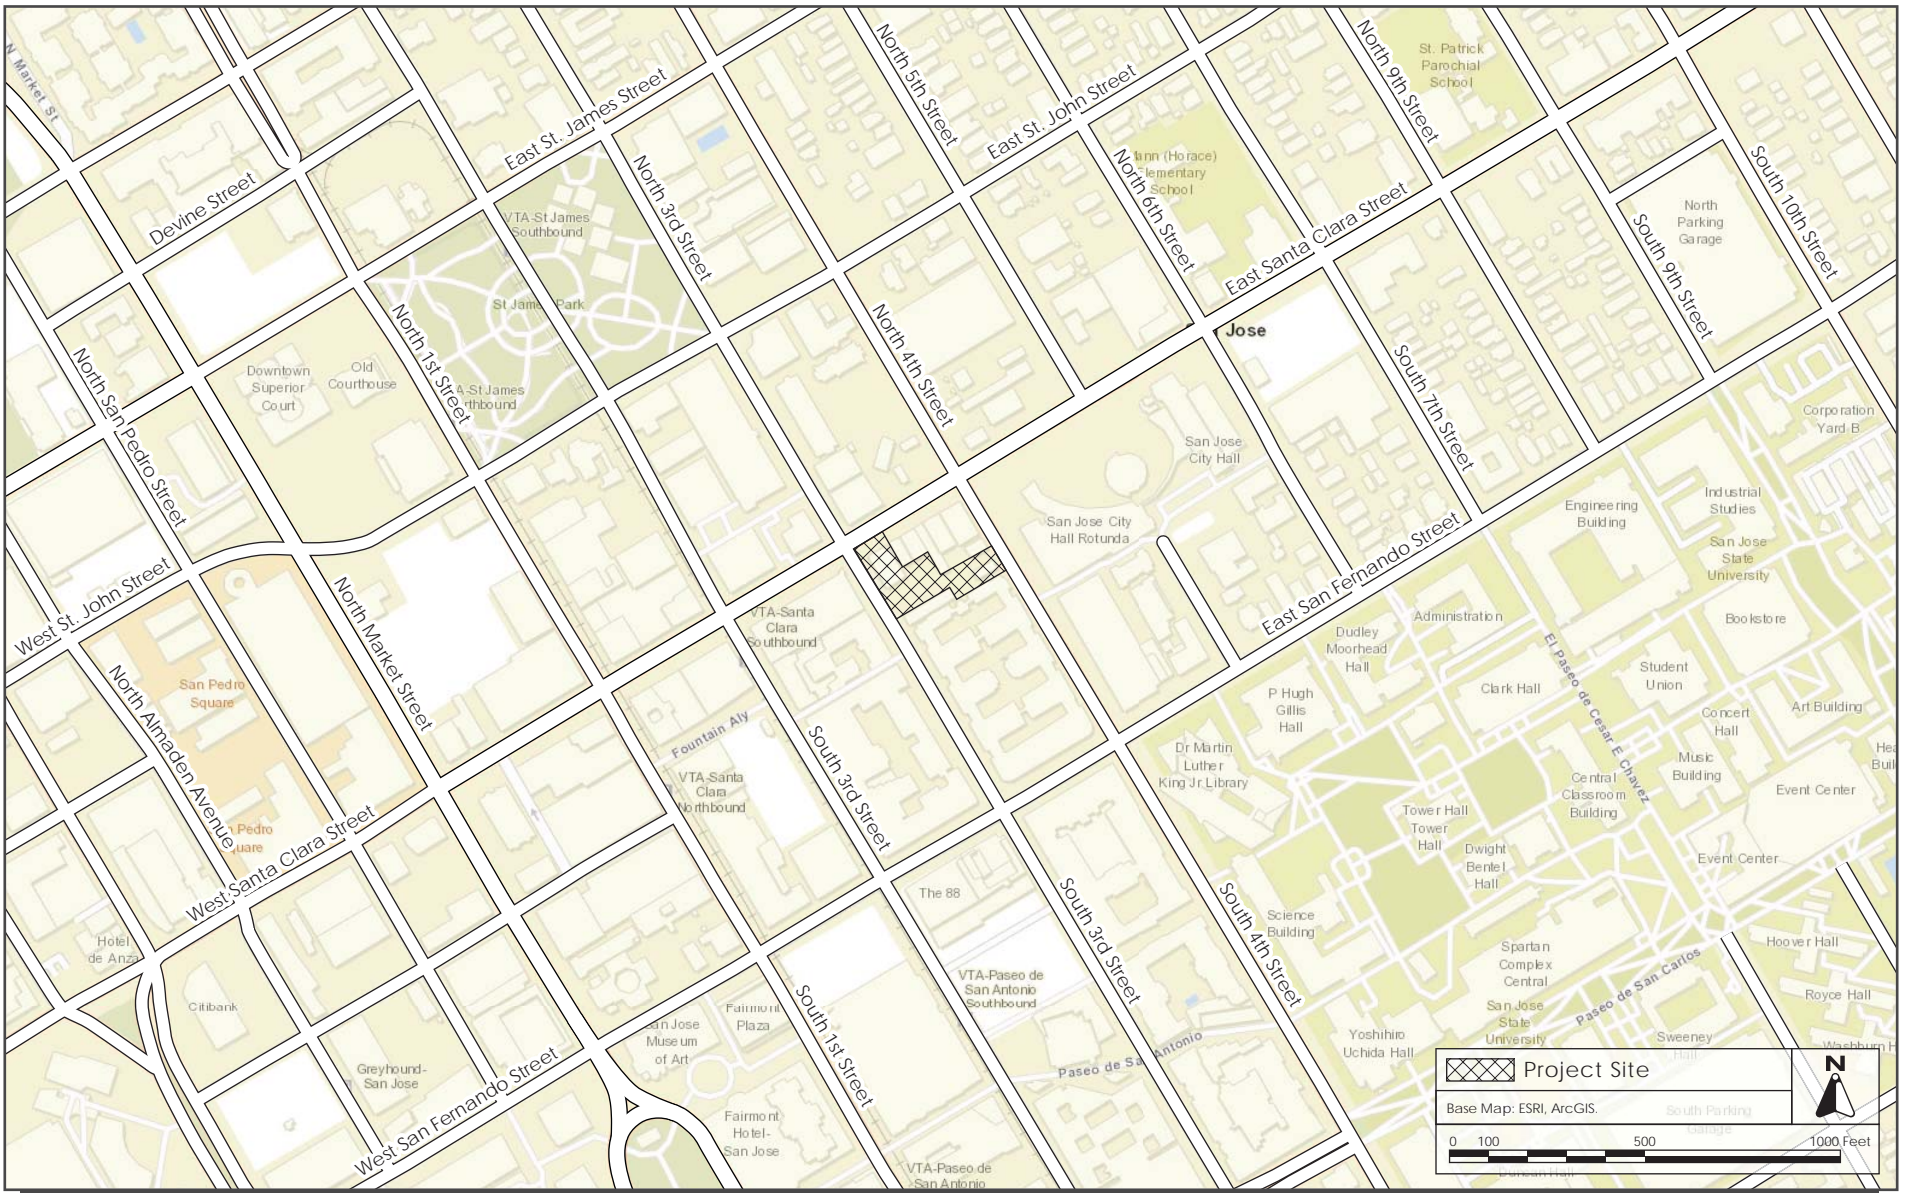 N Market St
Devine Street
East St. James Street
North 5th Street
East St. John Street
North 9th Street
St. Patrick
Parochial
School
VTA-St James
Southbound
North 3rd Street
(Horace)
Elementary
School
North 6th Street
East Santa Clara Street
North
Parking
Garage
South 10th Street
South 9th Street
St James Park
North 1st Street
North 4th Street
Jose
Downtown
Superior
Court
Old
Courthouse
A-St James
rthbound
North San Pedro Street
South 7th Street
Corporation
Yard B
San Jose
City Hall
San Jose City
Hall Rotunda
Engineering
Building
Industrial
Studies
San Jose
State
University
West St. John Street
North Market Street
East San Fernando Street
VTA-Santa
Clara
Southbound
Administration
Bookstore
Dudley
Moorhead
Hall
El Paseo de Cesar E Chavez
Student
Union
Clark Hall
San Pedro
Square
North Almaden Avenue
P Hugh
Gillis
Hall
Art Building
Concert
Hall
Fountain Aly
South 3rd Street
Dr Martin
Luther
King Jr Library
Music
Building
Hea
Buil
VTA-Santa
Clara
Northbound
Central
Classroom
Building
Event Center
Tower Hall
Tower
Hall
Pedro
quare
Dwight
Bentel
Hall
Event Center
West Santa Clara Street
The 88
South 3rd Street
South 4th Street
Science
Building
Hotel
de Anza
Spartan
Complex
Central
Hoover Hall
VTA-Paseo de
San Antonio
Southbound
Paseo de San Carlos
Citibank
Royce Hall
South 1st Street
Fairmont
Plaza
San Jose
Museum
of Art
San Jose
State
University
Yoshihiro
Uchida Hall
Sweeney
Hall
Washburn H
Paseo de San Antonio
Greyhound-
San Jose
West San Fernando Street
Fairmont
Hotel-
San Jose
VTA-Paseo de
San Antonio
Project Site
N
Base Map: ESRI, ArcGIS.
South Parking
Garage
0 100 500 1000 Feet
Duncan Hall